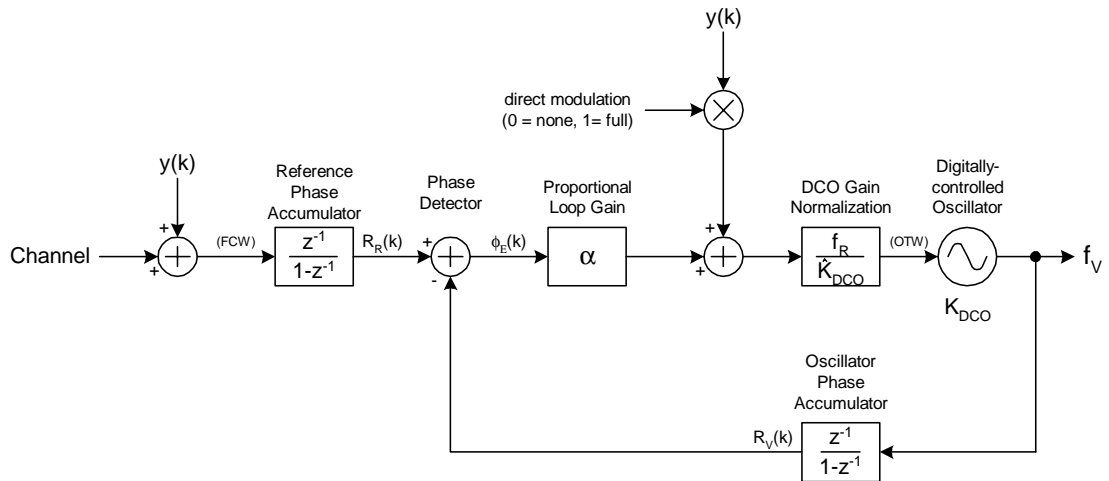 y(k)
direct modulation
(0 = none, 1= full)
y(k)
Reference
Phase
Accumulator
Phase
Detector
Proportional
Loop Gain
DCO Gain
Normalization
Digitally-
controlled
Oscillator
Channel
+
+
(FCW)
z⁻¹
1-z⁻¹
R_R(k)
+
-
ϕ_E(k)
α
+
+
f_R
K̂_DCO
(OTW)
f_V
K_DCO
Oscillator
Phase
Accumulator
R_V(k)
z⁻¹
1-z⁻¹